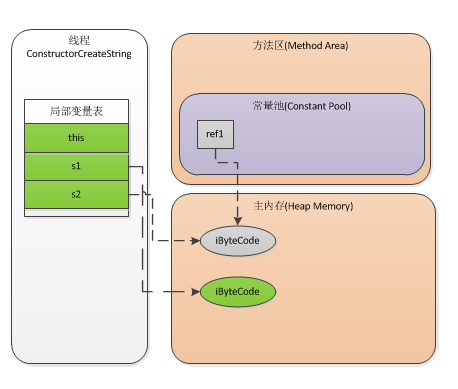 线程
ConstructorCreateString
局部变量表
this
s1
s2
方法区(Method Area)
常量池(Constant Pool)
ref1
主内存(Heap Memory)
iByteCode
iByteCode